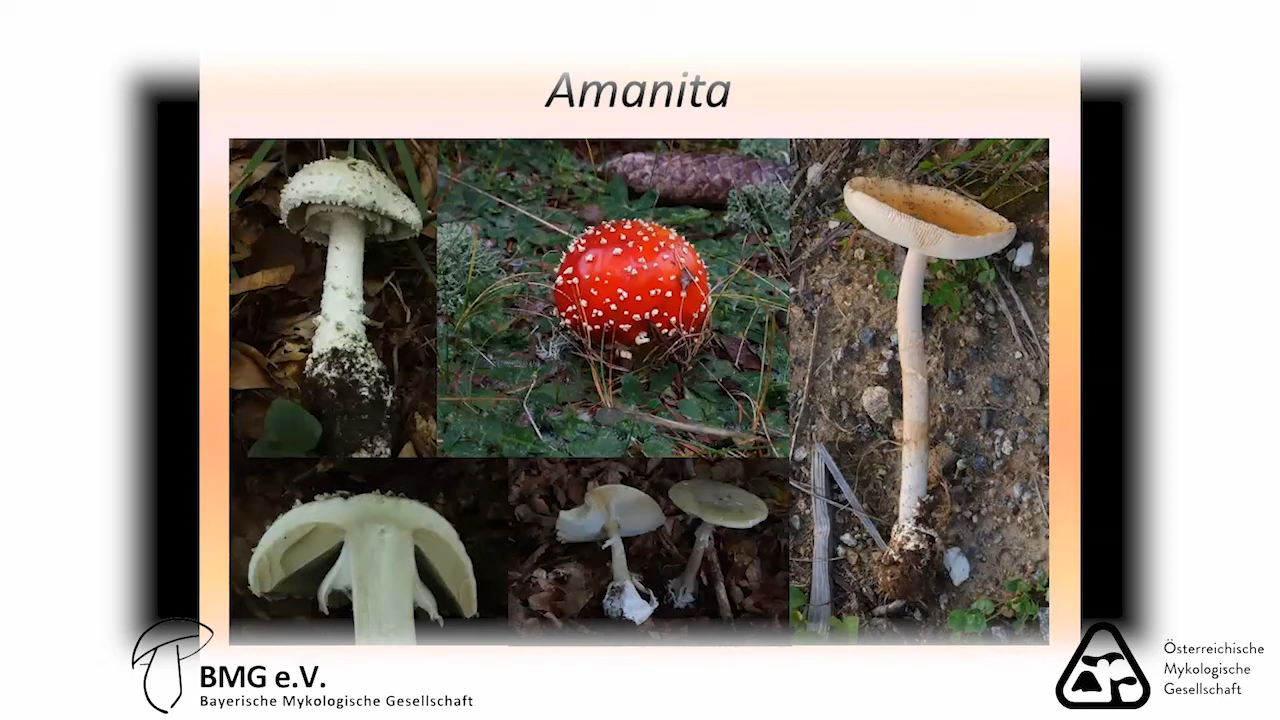 Amanita
BMG e.V.
Bayerische Mykologische Gesellschaft
Österreichische
Mykologische
Gesellschaft